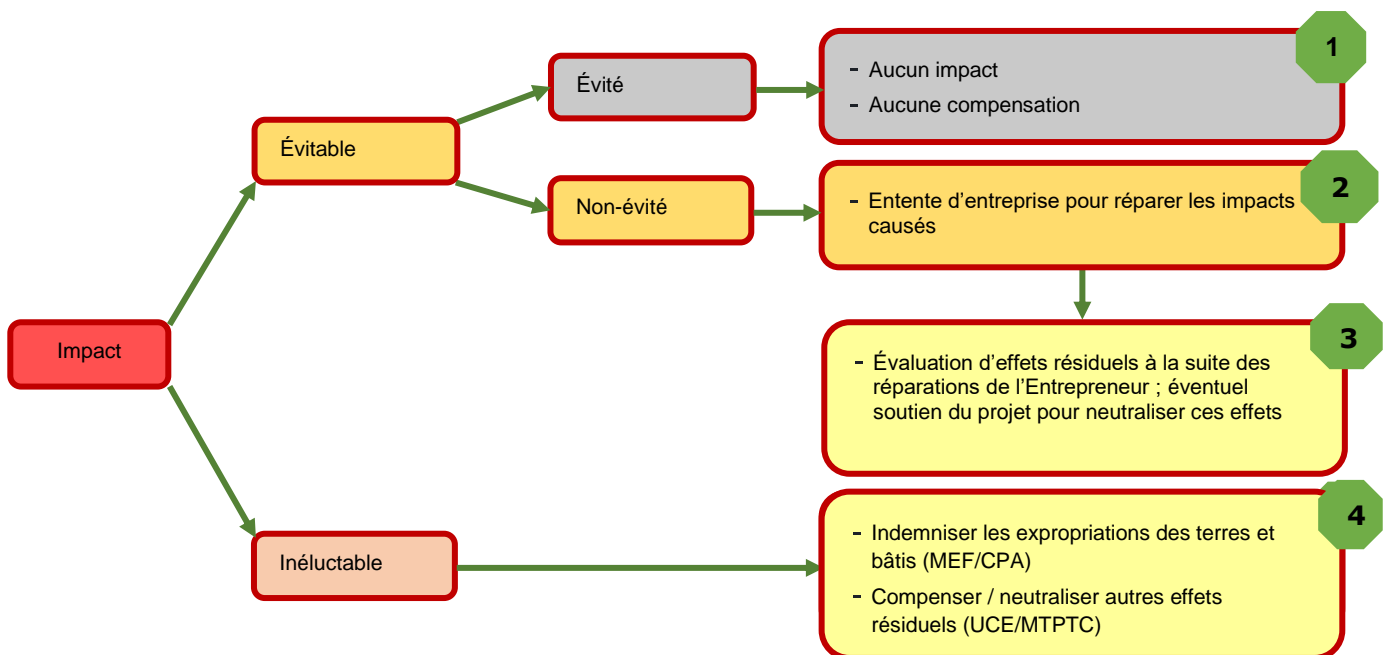 1
- Aucun impact
- Aucune compensation
Évité
Évitable
2
- Entente d’entreprise pour réparer les impacts
causés
Non-évité
3
- Évaluation d’effets résiduels à la suite des
réparations de l’Entrepreneur ; éventuel
soutien du projet pour neutraliser ces effets
Impact
4
- Indemniser les expropriations des terres et
bâtis (MEF/CPA)
- Compenser / neutraliser autres effets
résiduels (UCE/MTPTC)
Inéluctable